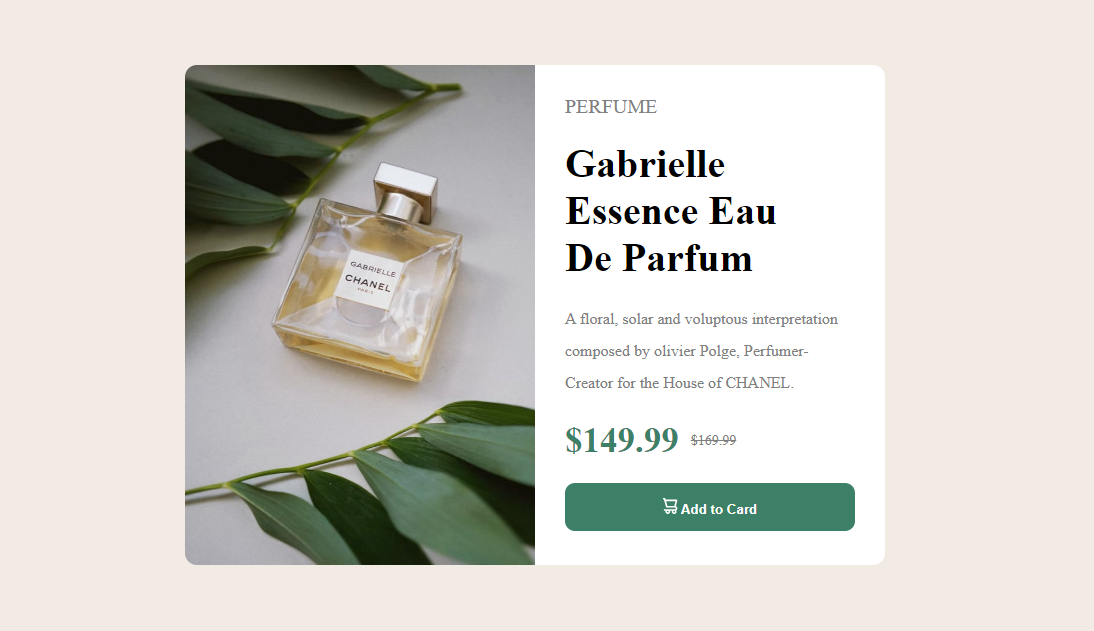 GABRIELLE
CHANEL
PARIS
PERFUME
Gabrielle
Essence Eau
De Parfum
A floral, solar and voluptous interpretation
composed by olivier Polge, Perfumer-
Creator for the House of CHANEL.
$149.99 $169.99
Add to Card